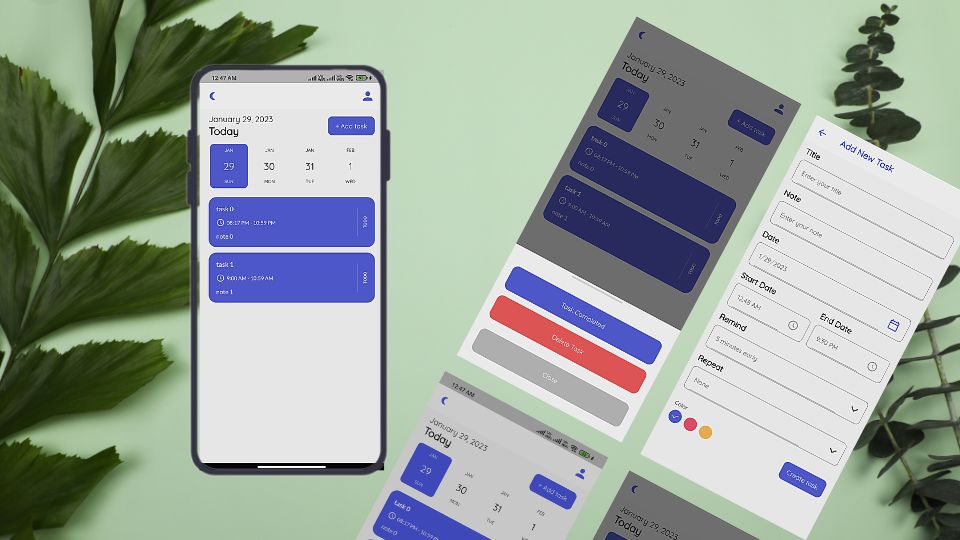 12:47 AM
January 29, 2023
Today
+ Add task
JAN JAN JAN FEB
29 30 31 1
SUN MON TUE WED
task 0
08:17 PM - 10:59 PM
note 0
TODO
task 1
9:00 AM - 10:59 AM
note 1
TODO
January 29, 2023
Today
+ Add task
JAN JAN JAN FEB
29 30 31 1
SUN MON TUE WED
task 0
08:17 PM - 10:59 PM
note 0
TODO
task 1
9:00 AM - 10:59 AM
note 1
TODO
Task Completed
Delete Task
Close
Add New Task
Title
Enter your title
Note
Enter your note
Date
1/29/2023
Start Date
End Date
12:48 AM
9:30 PM
Remind
5 minutes early
Repeat
None
Color
Create task
12:47 AM
January 29, 2023
Today
+ Add task
JAN JAN JAN FEB
29 30 31 1
SUN MON TUE WED
task 0
08:17 PM - 10:59 PM
January 29, 2023
Today